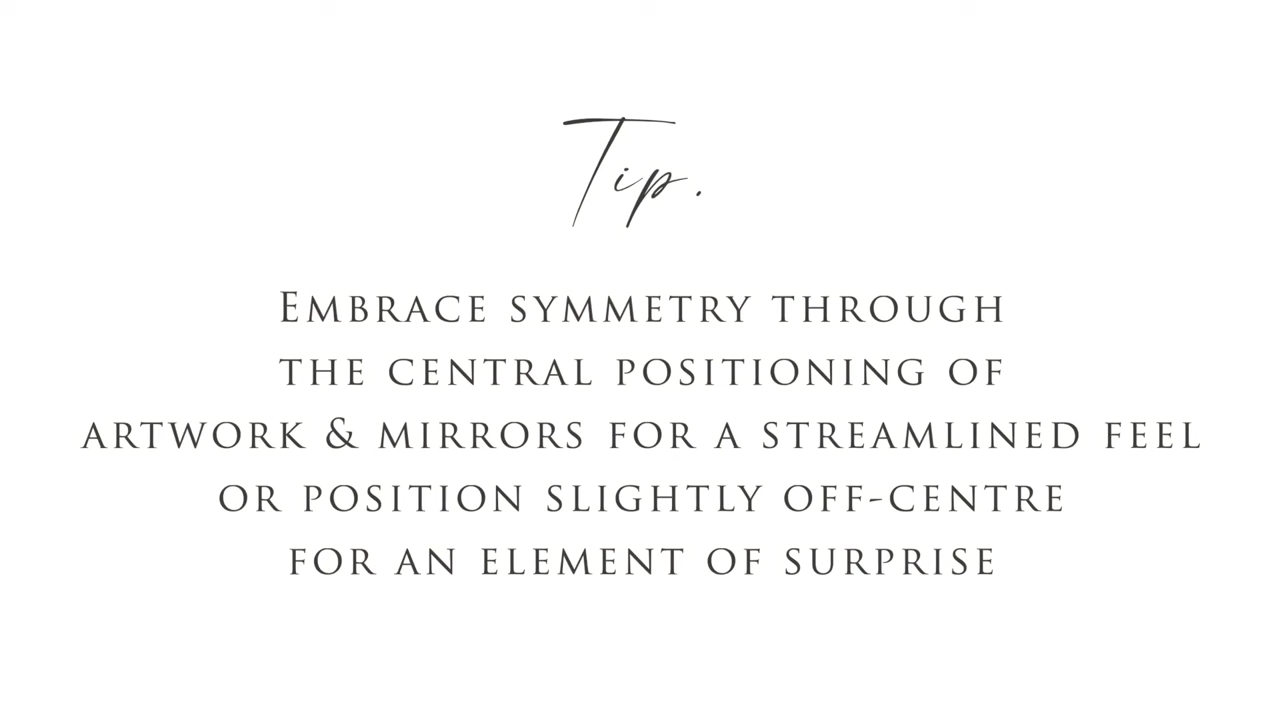 Tip.
Embrace symmetry through
the central positioning of
artwork & mirrors for a streamlined feel
or position slightly off-centre
for an element of surprise